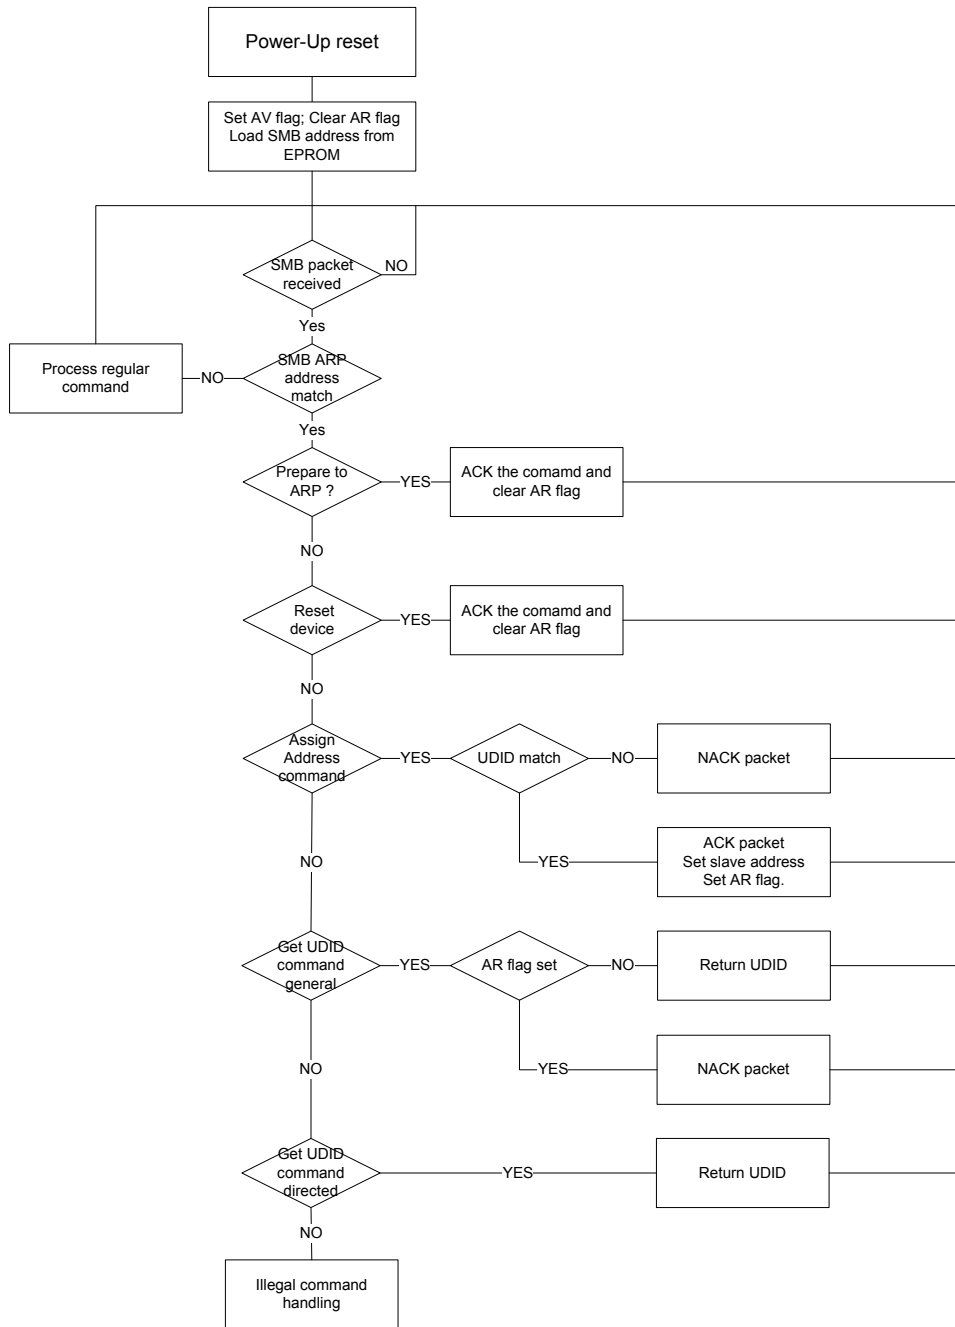 Power-Up reset
Set AV flag; Clear AR flag
Load SMB address from
EPROM
SMB packet
received
NO
Yes
Process regular
command
NO
SMB ARP
address
match
Yes
Prepare to
ARP ?
YES
ACK the comamd and
clear AR flag
NO
Reset
device
YES
ACK the comamd and
clear AR flag
NO
Assign
Address
command
YES
UDID match
NO
NACK packet
YES
ACK packet
Set slave address
Set AR flag.
NO
Get UDID
command
general
YES
AR flag set
NO
Return UDID
YES
NACK packet
NO
Get UDID
command
directed
YES
Return UDID
NO
Illegal command
handling